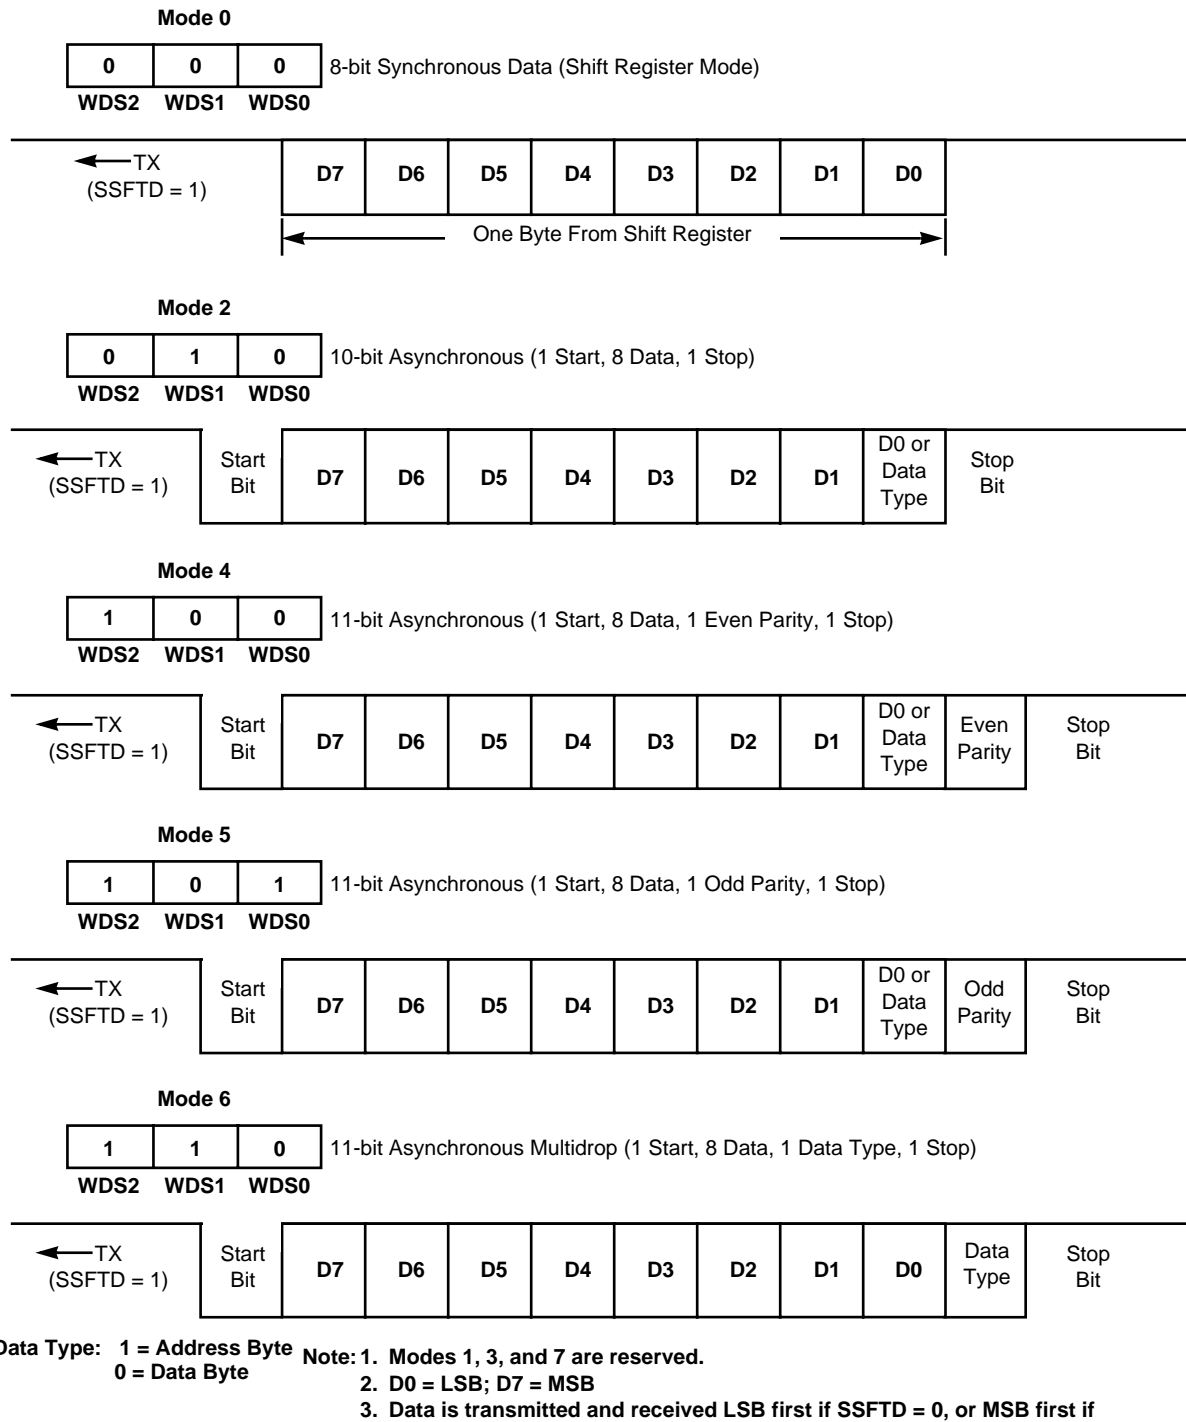 Mode 0
0 0 0 8-bit Synchronous Data (Shift Register Mode)
WDS2 WDS1 WDS0
TX
(SSFTD = 1)
D7 D6 D5 D4 D3 D2 D1 D0
One Byte From Shift Register
Mode 2
0 1 0 10-bit Asynchronous (1 Start, 8 Data, 1 Stop)
WDS2 WDS1 WDS0
TX
(SSFTD = 1)
Start
Bit
D7 D6 D5 D4 D3 D2 D1
D0 or
Data
Type
Stop
Bit
Mode 4
1 0 0 11-bit Asynchronous (1 Start, 8 Data, 1 Even Parity, 1 Stop)
WDS2 WDS1 WDS0
TX
(SSFTD = 1)
Start
Bit
D7 D6 D5 D4 D3 D2 D1
D0 or
Data
Type
Even
Parity
Stop
Bit
Mode 5
1 0 1 11-bit Asynchronous (1 Start, 8 Data, 1 Odd Parity, 1 Stop)
WDS2 WDS1 WDS0
TX
(SSFTD = 1)
Start
Bit
D7 D6 D5 D4 D3 D2 D1
D0 or
Data
Type
Odd
Parity
Stop
Bit
Mode 6
1 1 0 11-bit Asynchronous Multidrop (1 Start, 8 Data, 1 Data Type, 1 Stop)
WDS2 WDS1 WDS0
TX
(SSFTD = 1)
Start
Bit
D7 D6 D5 D4 D3 D2 D1 D0
Data
Type
Stop
Bit
Data Type: 1 = Address Byte
0 = Data Byte
Note: 1. Modes 1, 3, and 7 are reserved.
2. D0 = LSB; D7 = MSB
3. Data is transmitted and received LSB first if SSFTD = 0, or MSB first if